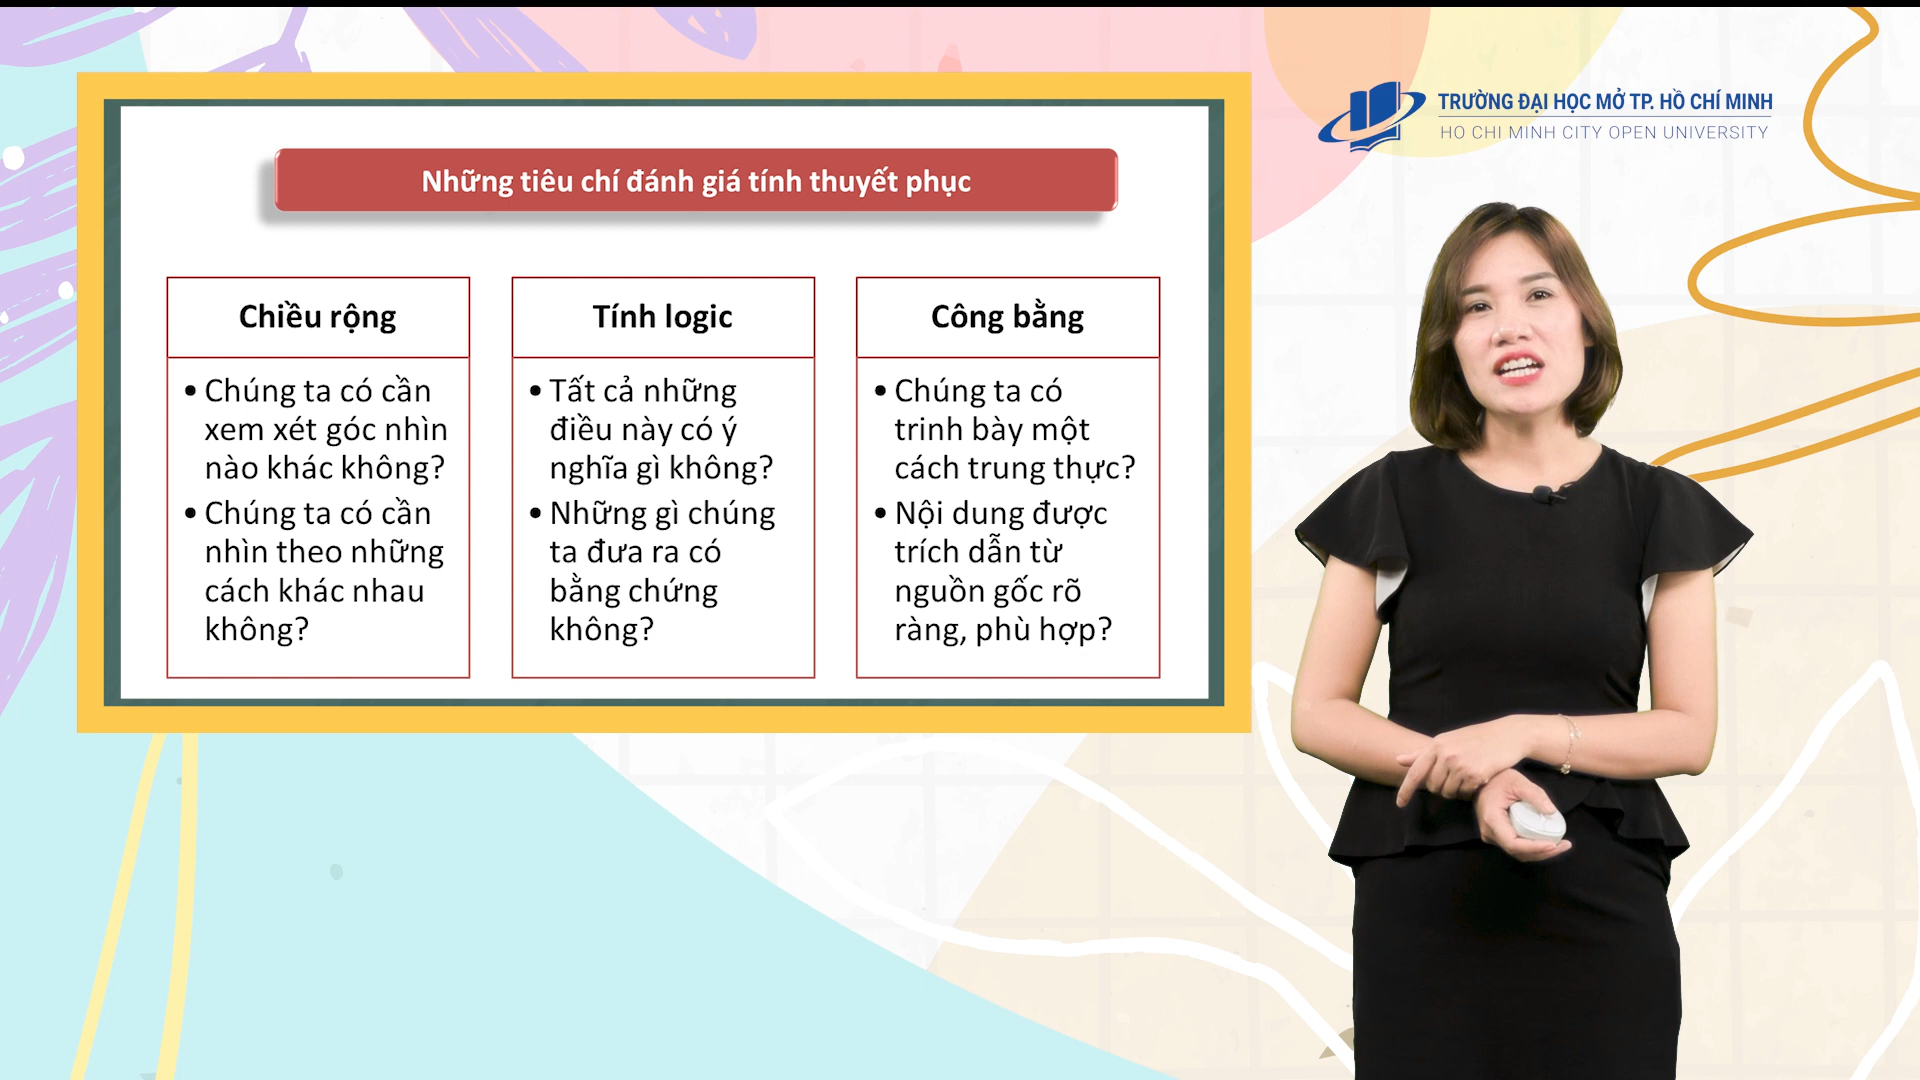 TRƯỜNG ĐẠI HỌC MỞ TP. HỒ CHÍ MINH
HO CHI MINH CITY OPEN UNIVERSITY
Những tiêu chí đánh giá tính thuyết phục
Chiều rộng
• Chúng ta có cần
xem xét góc nhìn
nào khác không?
• Chúng ta có cần
nhìn theo những
cách khác nhau
không?
Tính logic
• Tất cả những
điều này có ý
nghĩa gì không?
• Những gì chúng
ta đưa ra có
bằng chứng
không?
Công bằng
• Chúng ta có
trinh bày một
cách trung thực?
• Nội dung được
trích dẫn từ
nguồn gốc rõ
ràng, phù hợp?